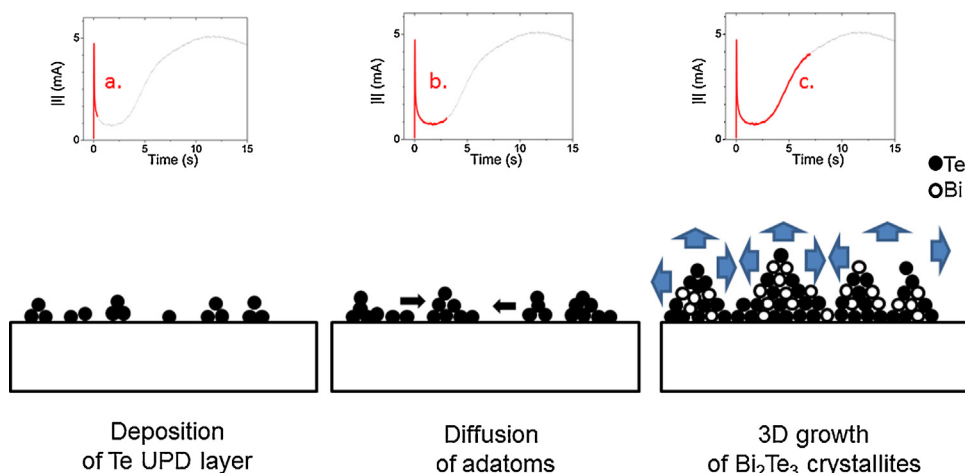 5
|I| (mA)
a.
0
0
5
10
15
Time (s)
5
|I| (mA)
b.
0
0
5
10
15
Time (s)
5
|I| (mA)
c.
0
0
5
10
15
Time (s)
Te
Bi
Deposition
of Te UPD layer
Diffusion
of adatoms
3D growth
of Bi₂Te₃ crystallites